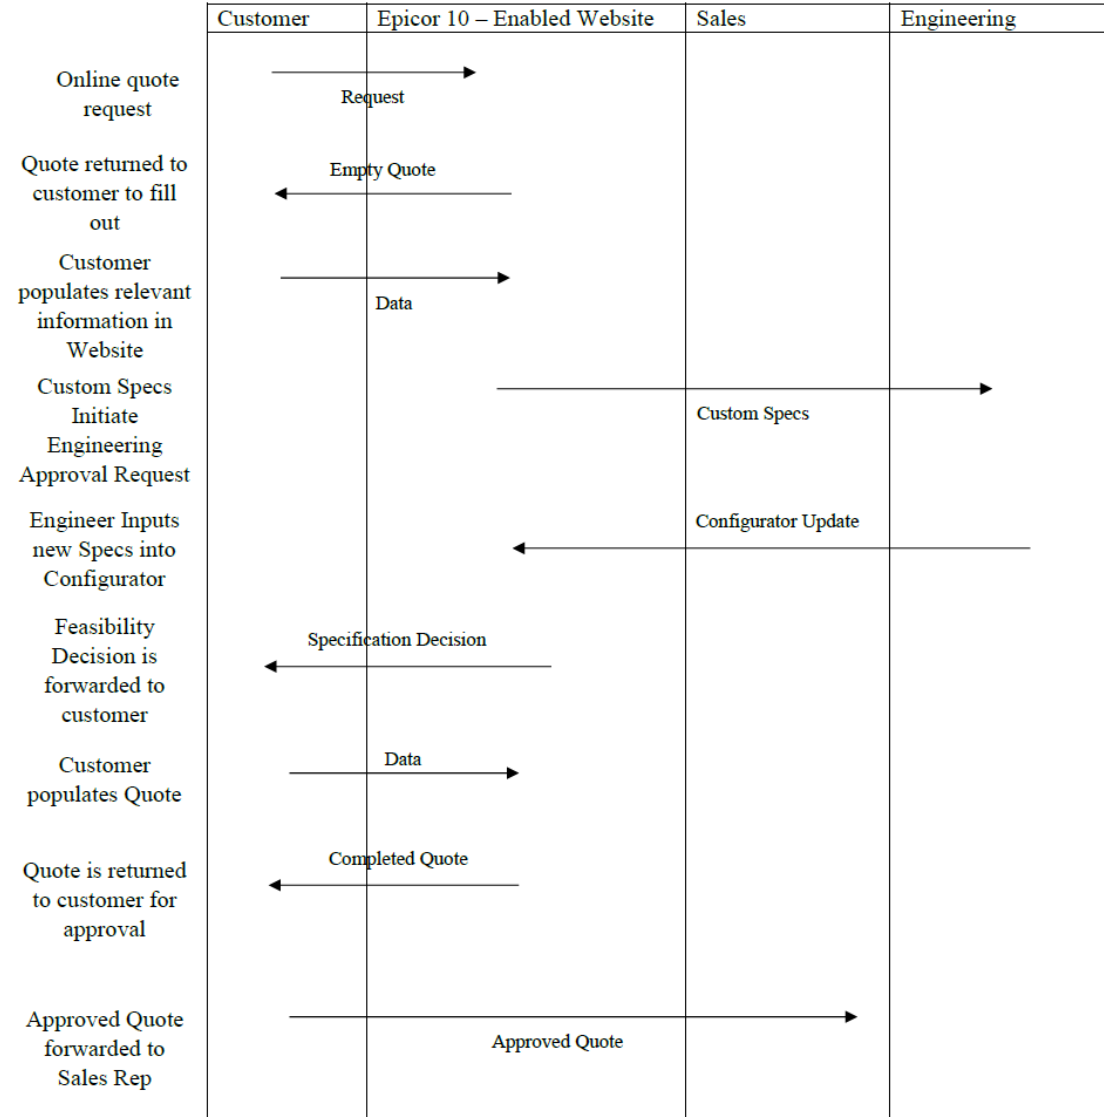 Customer
Epicor 10 – Enabled Website
Sales
Engineering
Online quote
request
Request
Quote returned to
customer to fill
out
Empty Quote
Customer
populates relevant
information in
Website
Data
Custom Specs
Initiate
Engineering
Approval Request
Custom Specs
Engineer Inputs
new Specs into
Configurator
Configurator Update
Feasibility
Decision is
forwarded to
customer
Specification Decision
Customer
populates Quote
Data
Quote is returned
to customer for
approval
Completed Quote
Approved Quote
forwarded to
Sales Rep
Approved Quote